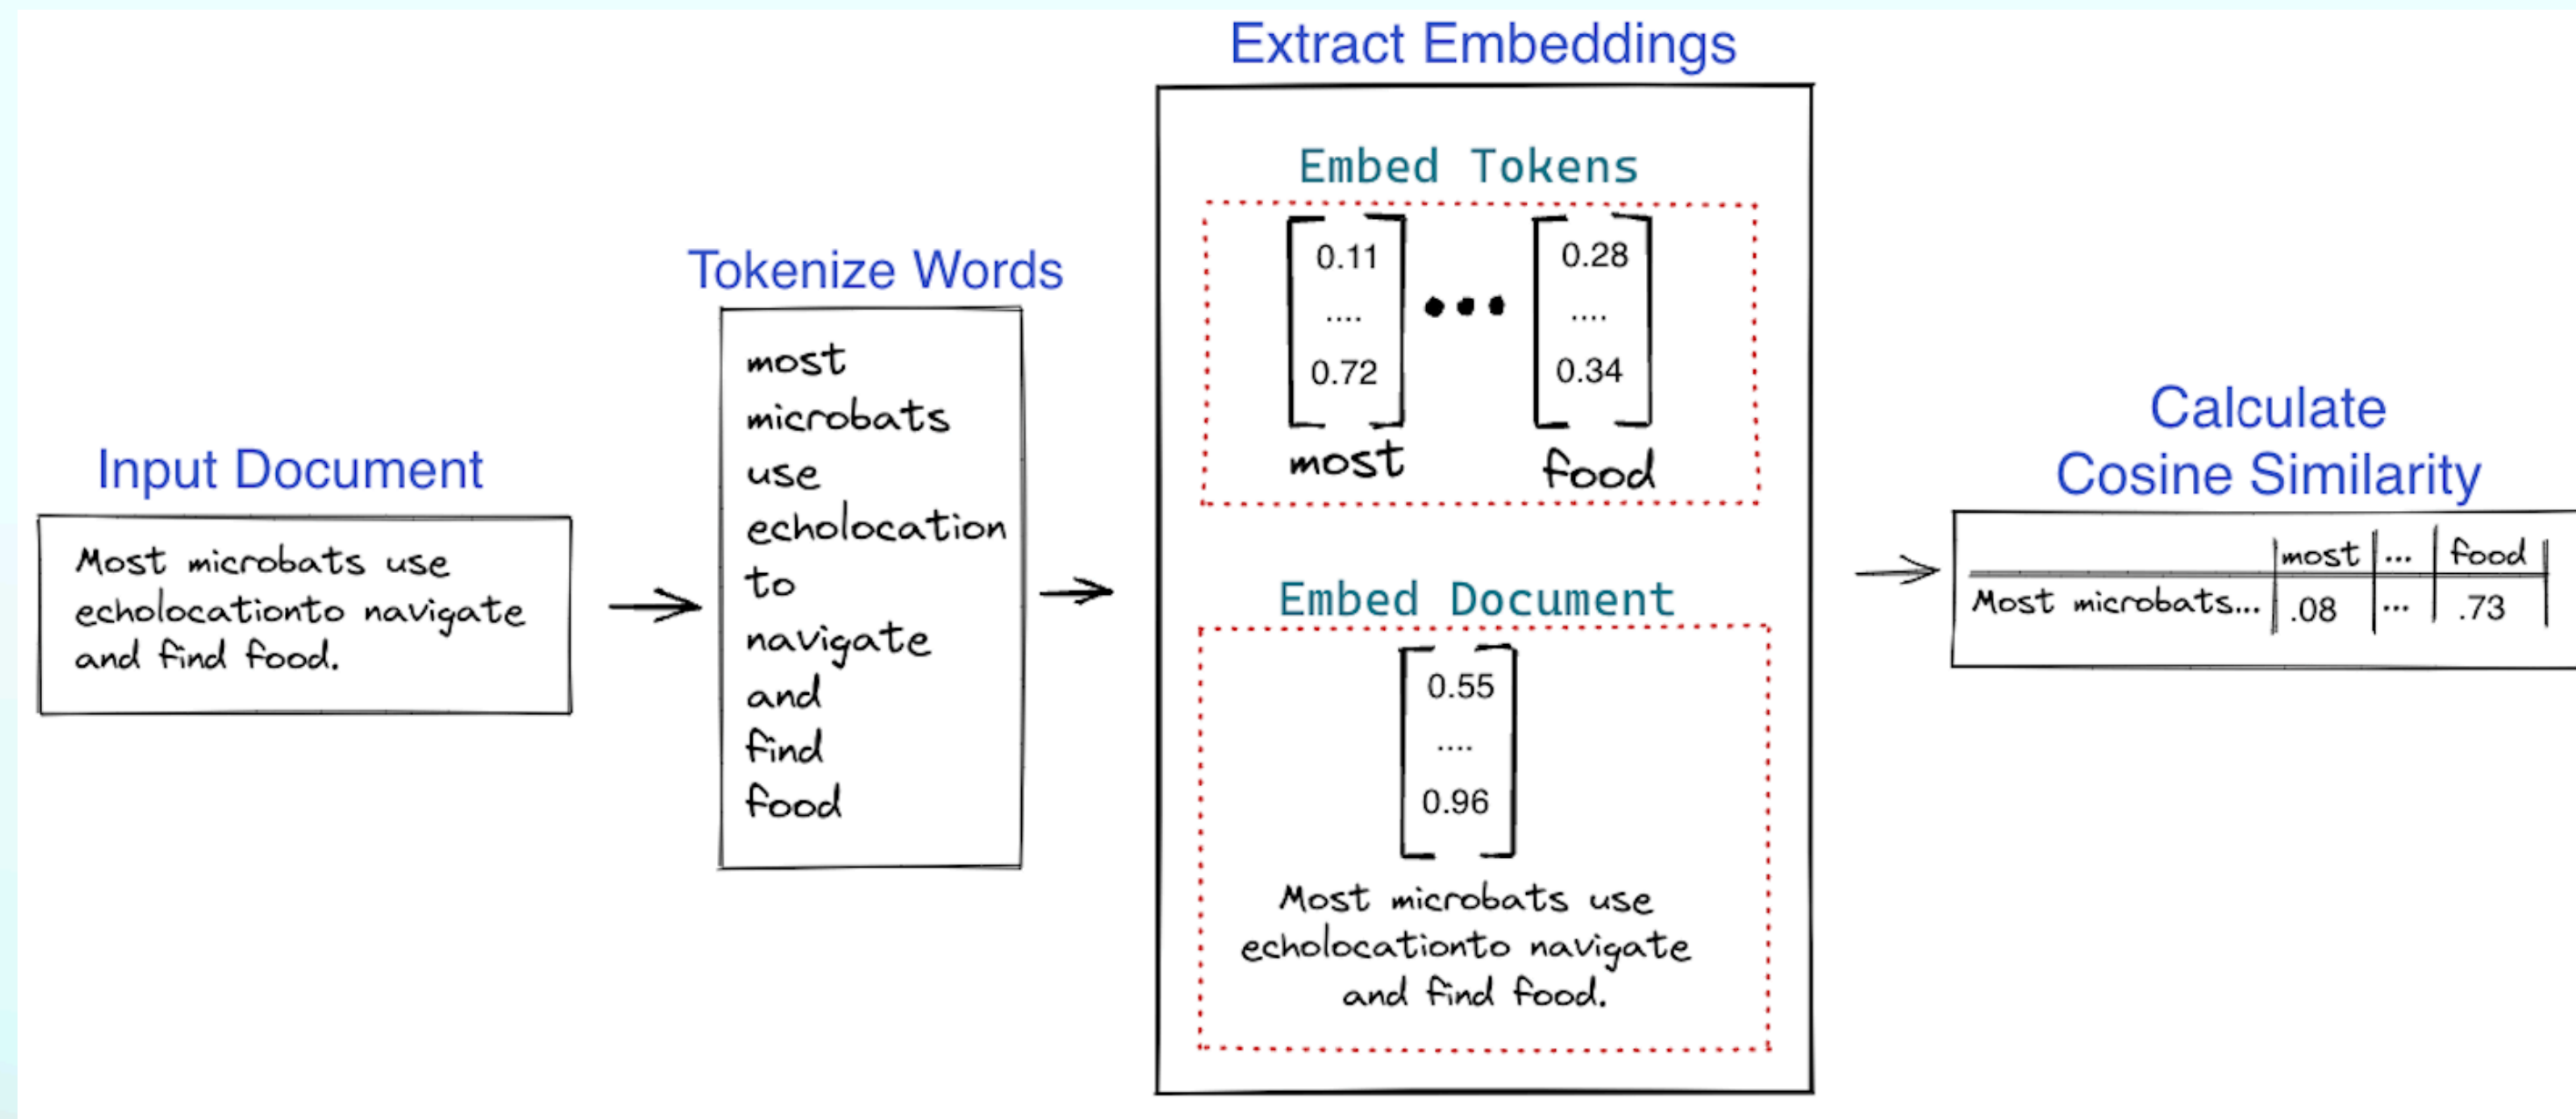 Input Document
Most microbats use
echolocationto navigate
and find food.
Tokenize Words
most
microbats
use
echolocation
to
navigate
and
find
food
Extract Embeddings
Embed Tokens
0.11 0.28
.... ••• ....
0.72 0.34
most food
Embed Document
0.55
....
0.96
Most microbats use
echolocationto navigate
and find food.
Calculate
Cosine Similarity
most ... food
Most microbats... .08 ... .73